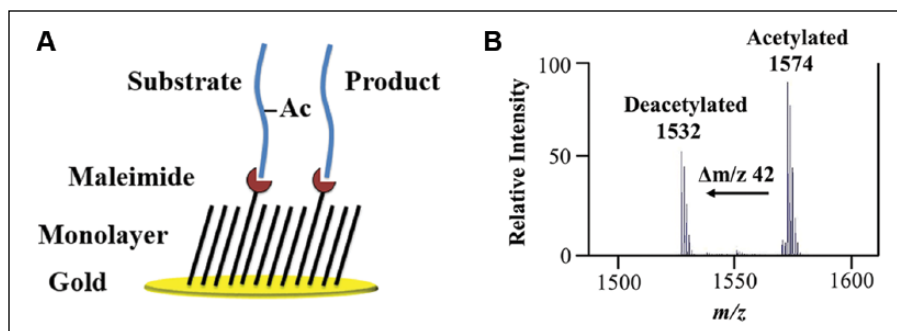 A
Substrate
Product
Ac
Maleimide
Monolayer
Gold
B
Acetylated
1574
Deacetylated
1532
Δm/z 42
Relative Intensity
100
50
0
1500
1550
1600
m/z